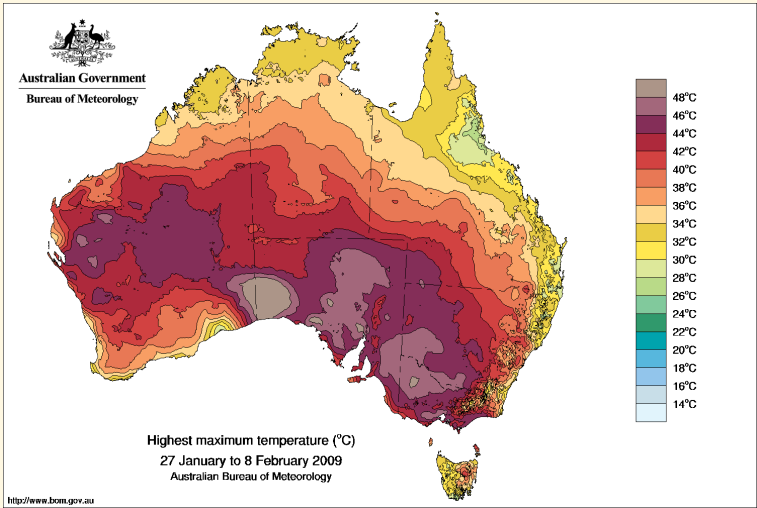 Australian Government
Bureau of Meteorology
48°C
46°C
44°C
42°C
40°C
38°C
36°C
34°C
32°C
30°C
28°C
26°C
24°C
22°C
20°C
18°C
16°C
14°C
Highest maximum temperature (°C)
27 January to 8 February 2009
Australian Bureau of Meteorology
http://www.bom.gov.au